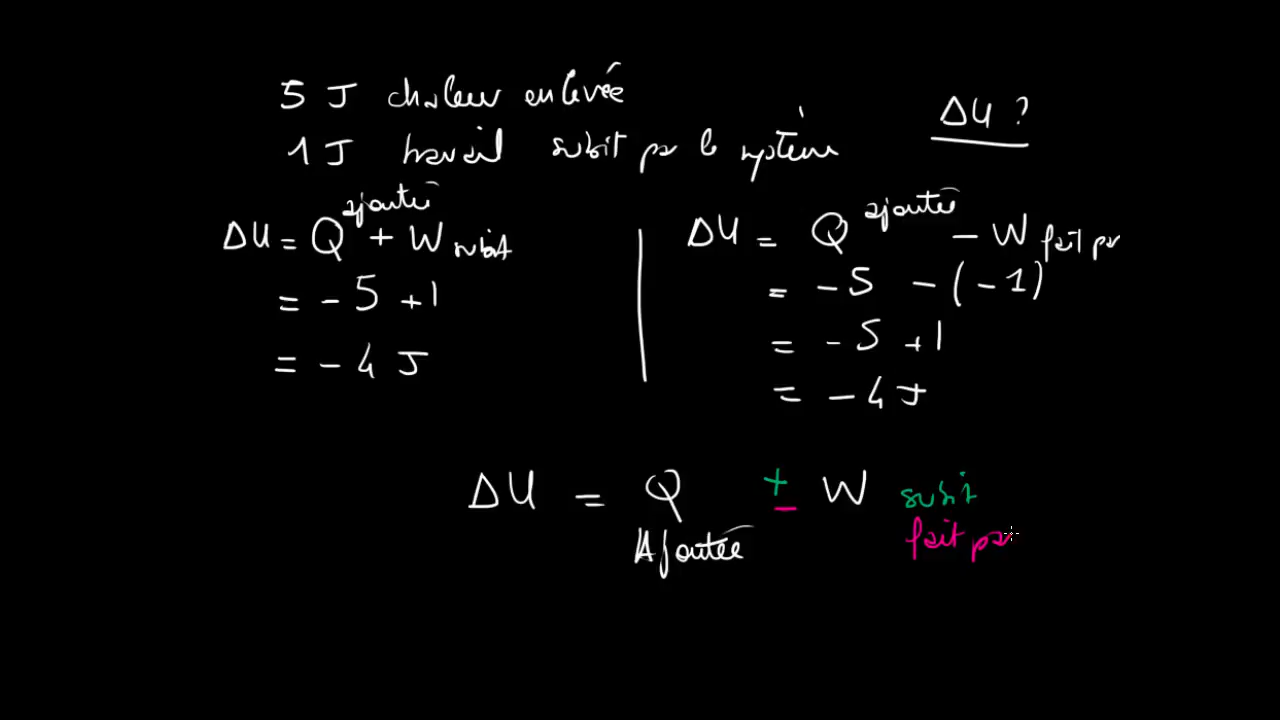 5 J chaleur enlevée
1 J travail subit par le système
ΔU ?
ΔU = Q ajoutée + W subit
= - 5 + 1
= - 4 J
ΔU = Q ajoutée - W fait par
= - 5 - (-1)
= - 5 + 1
= - 4 J
ΔU = Q Ajoutée ± W subit
fait par